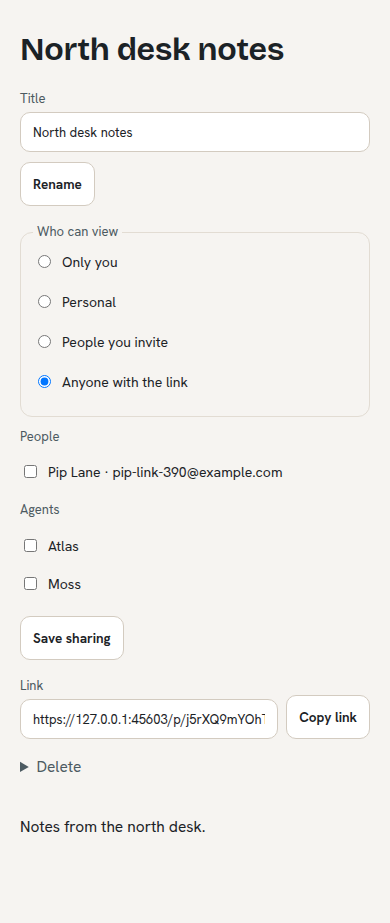 North desk notes
Title
North desk notes
Rename
Who can view
Only you
Personal
People you invite
Anyone with the link
People
Pip Lane · pip-link-390@example.com
Agents
Atlas
Moss
Save sharing
Link
https://127.0.0.1:45603/p/j5rXQ9mYOh
Copy link
Delete
Notes from the north desk.